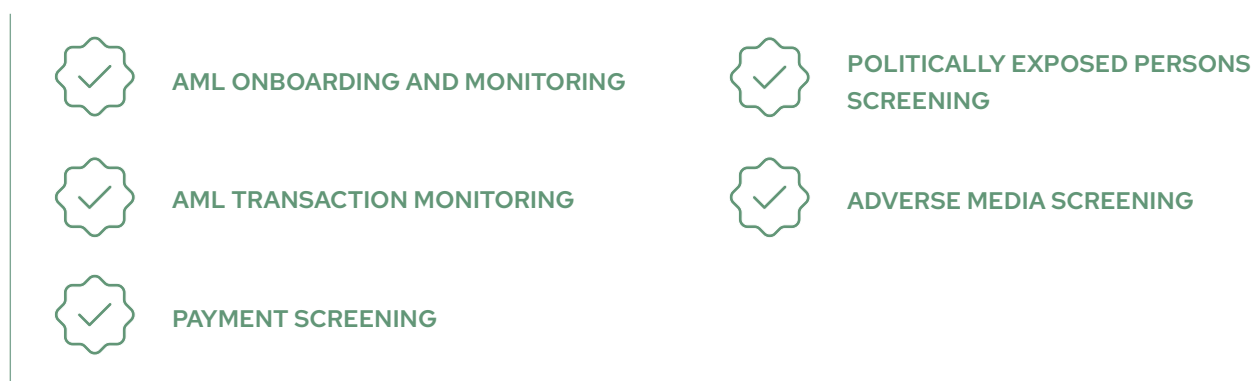 AML ONBOARDING AND MONITORING
AML TRANSACTION MONITORING
PAYMENT SCREENING
POLITICALLY EXPOSED PERSONS
SCREENING
ADVERSE MEDIA SCREENING